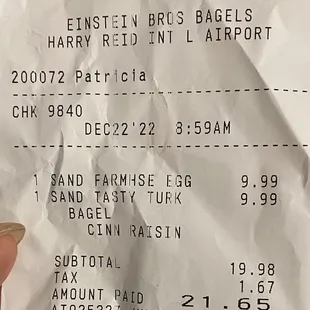 EINSTEIN BROS BAGELS
HARRY REID INT L AIRPORT
200072 Patricia
CHK 9840
DEC22'22 8:59AM
1 SAND FARMHSE EGG 9.99
1 SAND TASTY TURK 9.99
BAGEL
CINN RAISIN
SUBTOTAL 19.98
TAX 1.67
AMOUNT PAID 21.65